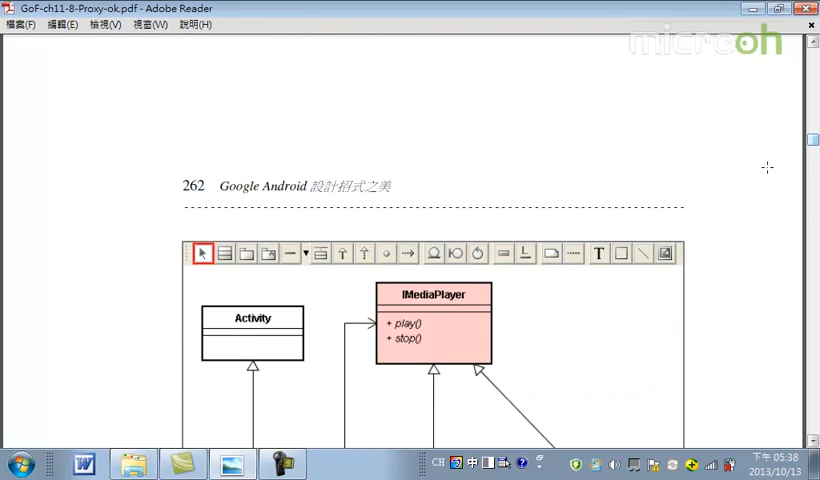 GoF-ch11-8-Proxy-ok.pdf - Adobe Reader
檔案(F) 編輯(E) 檢視(V) 視窗(W) 說明(H)
microoh
262 Google Android 設計招式之美
T
IMediaPlayer
+ play()
+ stop()
Activity
CH 中
下午 05:38
2013/10/13